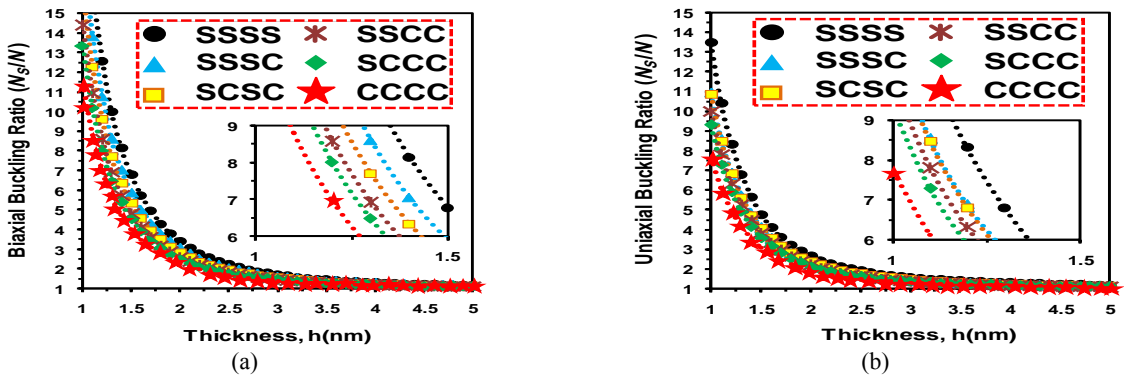 Biaxial Buckling Ratio (N_S/N)
15
14
13
12
11
10
9
8
7
6
5
4
3
2
1
SSSS SSCC
SSSC SCCC
SCSC CCCC
9
8
7
6
1 1.5
1 1.5 2 2.5 3 3.5 4 4.5 5
Thickness, h(nm)
(a)
Uniaxial Buckling Ratio (N_S/N)
15
14
13
12
11
10
9
8
7
6
5
4
3
2
1
SSSS SSCC
SSSC SCCC
SCSC CCCC
9
8
7
6
1 1.5
1 1.5 2 2.5 3 3.5 4 4.5 5
Thickness, h(nm)
(b)